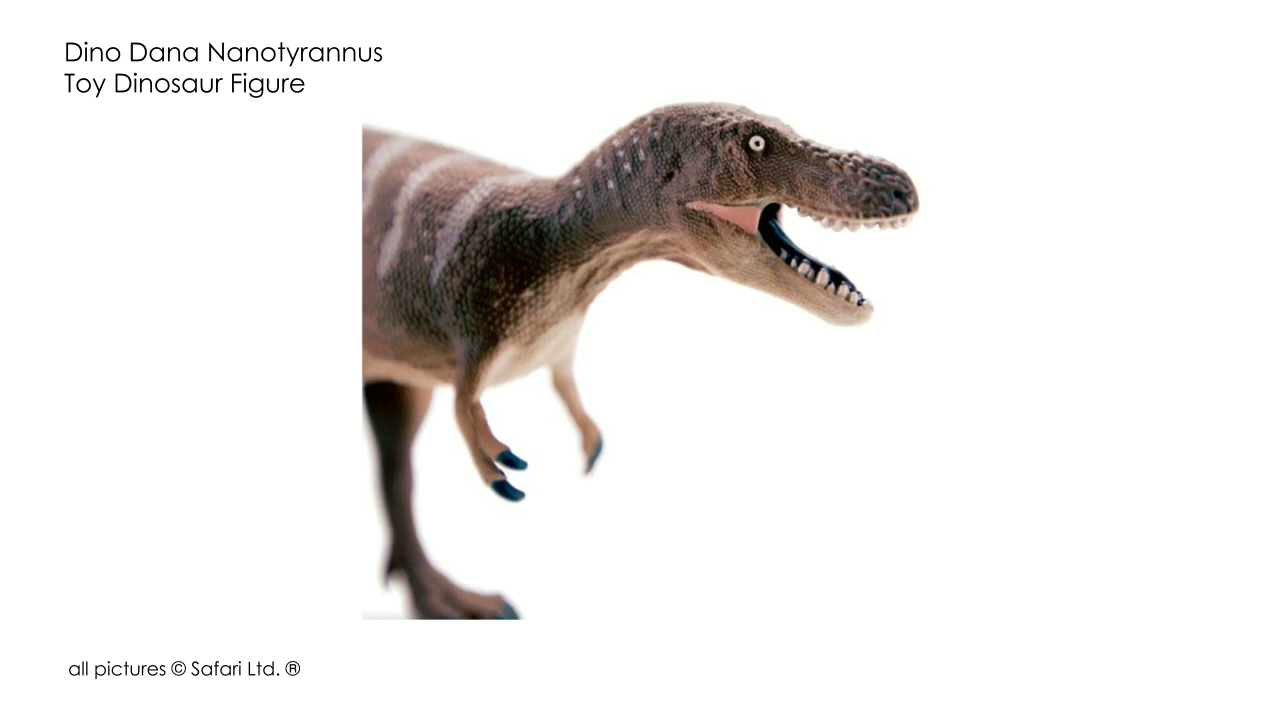 Dino Dana Nanotyrannus
Toy Dinosaur Figure
all pictures © Safari Ltd. ®